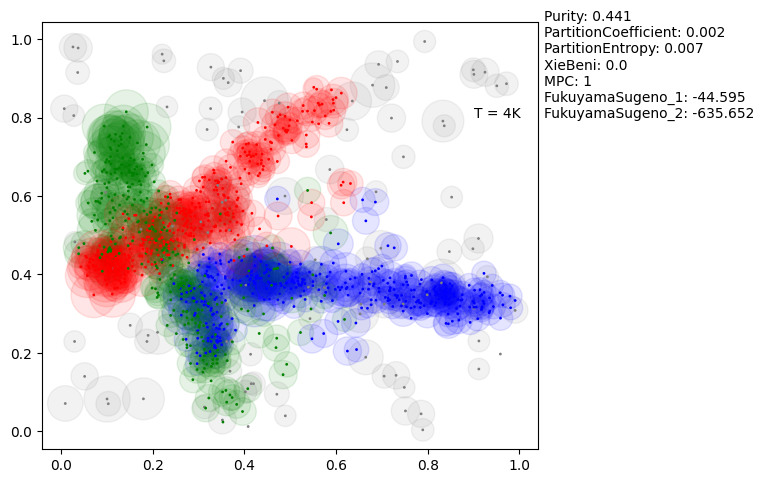 Purity: 0.441
PartitionCoefficient: 0.002
PartitionEntropy: 0.007
XieBeni: 0.0
MPC: 1
FukuyamaSugeno_1: -44.595
FukuyamaSugeno_2: -635.652
T = 4K
1.0
0.8
0.6
0.4
0.2
0.0
0.0 0.2 0.4 0.6 0.8 1.0